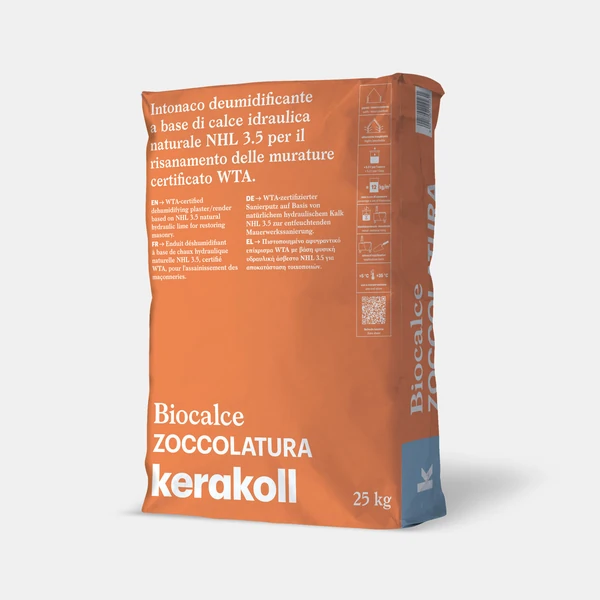 Intonaco deumidificante
a base di calce idraulica
naturale NHL 3.5 per il
risanamento delle murature
certificato WTA.
EN → WTA-certified
dehumidifying plaster/render
based on NHL 3.5 natural
hydraulic lime for restoring
masonry.
FR → Enduit déshumidifiant
à base de chaux hydraulique
naturelle NHL 3.5, certifié
WTA, pour l'assainissement des
maçonneries.
DE → WTA-zertifizierter
Sanierputz auf Basis von
natürlichem hydraulischem Kalk
NHL 3.5 zur entfeuchtenden
Mauerwerkssanierung.
EL → Πιστοποιημένο αφυγραντικό
επίχρισμα WTA με βάση φυσική
υδραυλική άσβεστο NHL 3.5 για
αποκατάσταση τοιχοποιιών.
Biocalce
ZOCCOLATURA
kerakoll
25 kg
Biocalce
ZOCCOLATURA